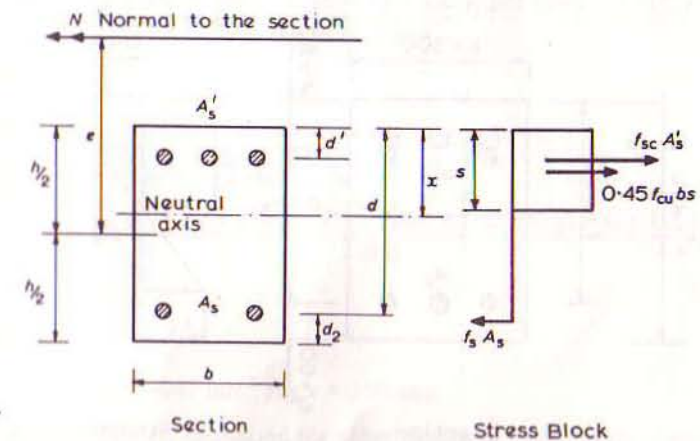 N Normal to the section
A's
e
d'
h/2
Neutral
axis
d
x
s
fsc A's
0·45 fcu bs
h/2
As
d2
fs As
b
Section
Stress Block